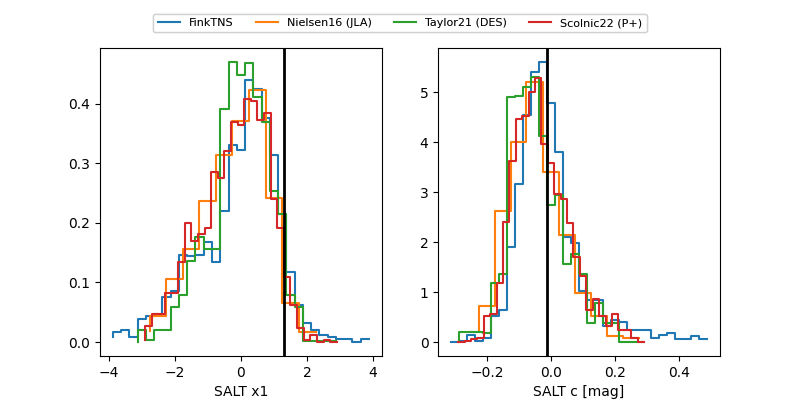 FinkTNS Nielsen16 (JLA) Taylor21 (DES) Scolnic22 (P+)
0.4
0.3
0.2
0.1
0.0
−4 −2 0 2 4
SALT x1
5
4
3
2
1
0
−0.2 0.0 0.2 0.4
SALT c [mag]